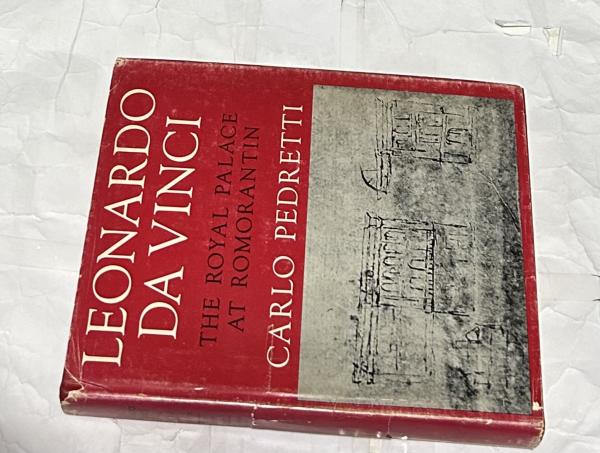 LEONARDO
DA VINCI
THE ROYAL PALACE
AT ROMORANTIN
CARLO PEDRETTI